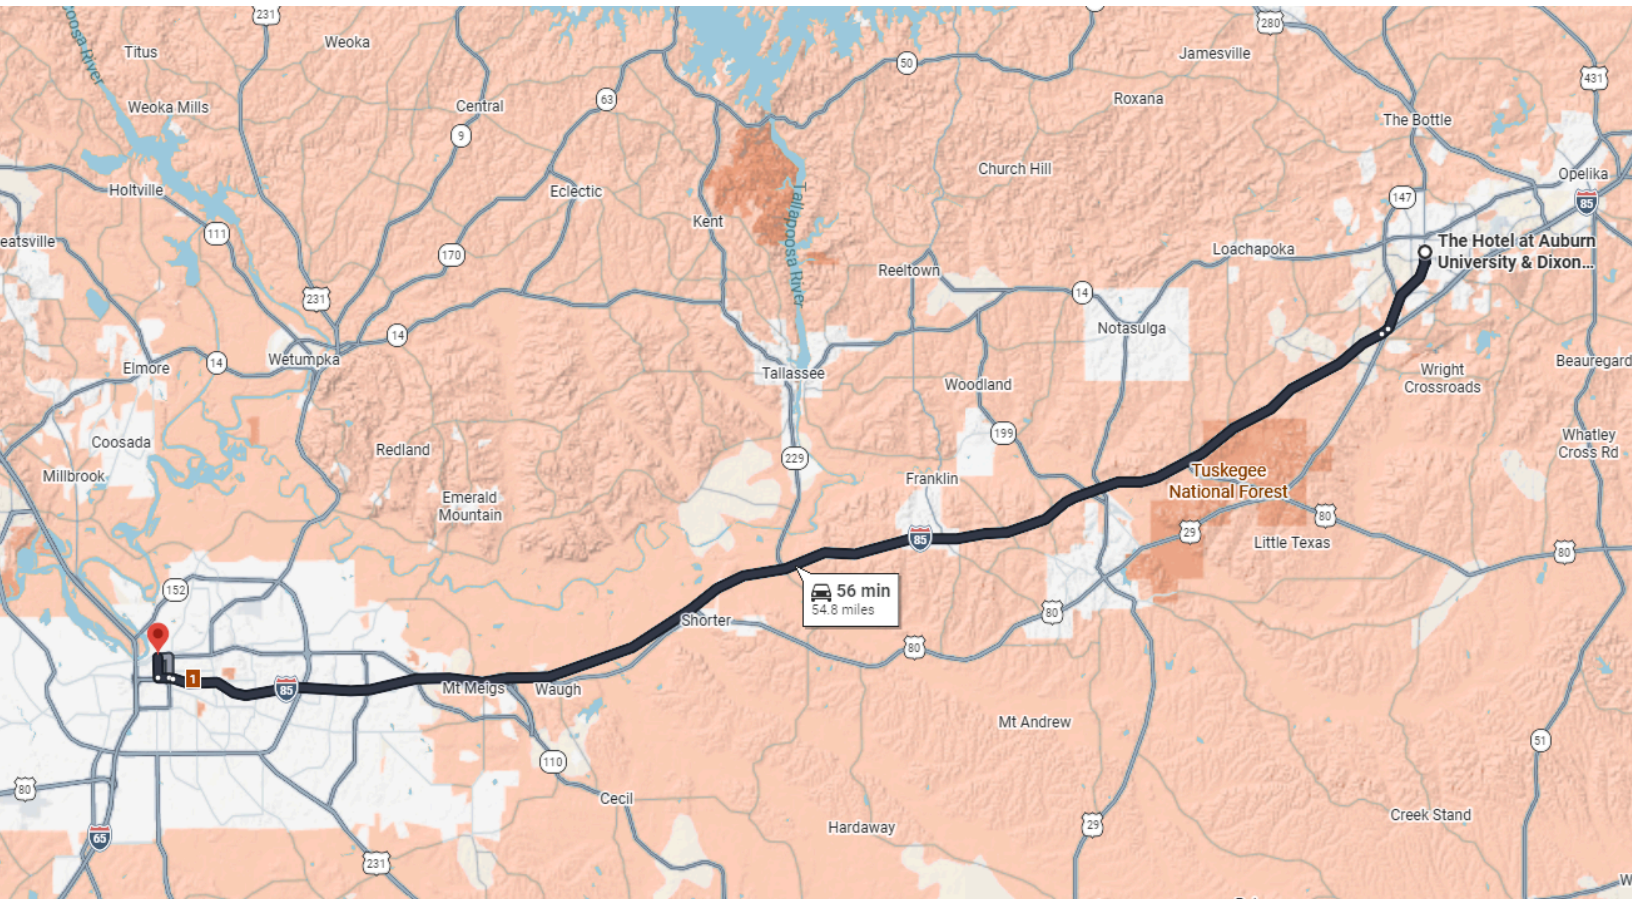 231
Coosa River
Titus
Weoka
280
Jamesville
50
431
Weoka Mills
Central
63
Roxana
The Bottle
9
Church Hill
Opelika
Holtville
Eclectic
147
85
Kent
Tallapoosa River
111
eatsville
170
Loachapoka
The Hotel at Auburn
University & Dixon...
Reeltown
231
14
14
Notasulga
14
Wetumpka
Elmore
Tallassee
Woodland
Wright
Crossroads
Beauregard
Coosada
Redland
199
Whatley
Cross Rd
229
Millbrook
Franklin
Tuskegee
National Forest
Emerald
Mountain
80
29
85
Little Texas
80
152
56 min
54.8 miles
80
Shorter
80
1
85
Mt Meigs
Waugh
Mt Andrew
51
110
80
Cecil
Creek Stand
29
Hardaway
65
231
W